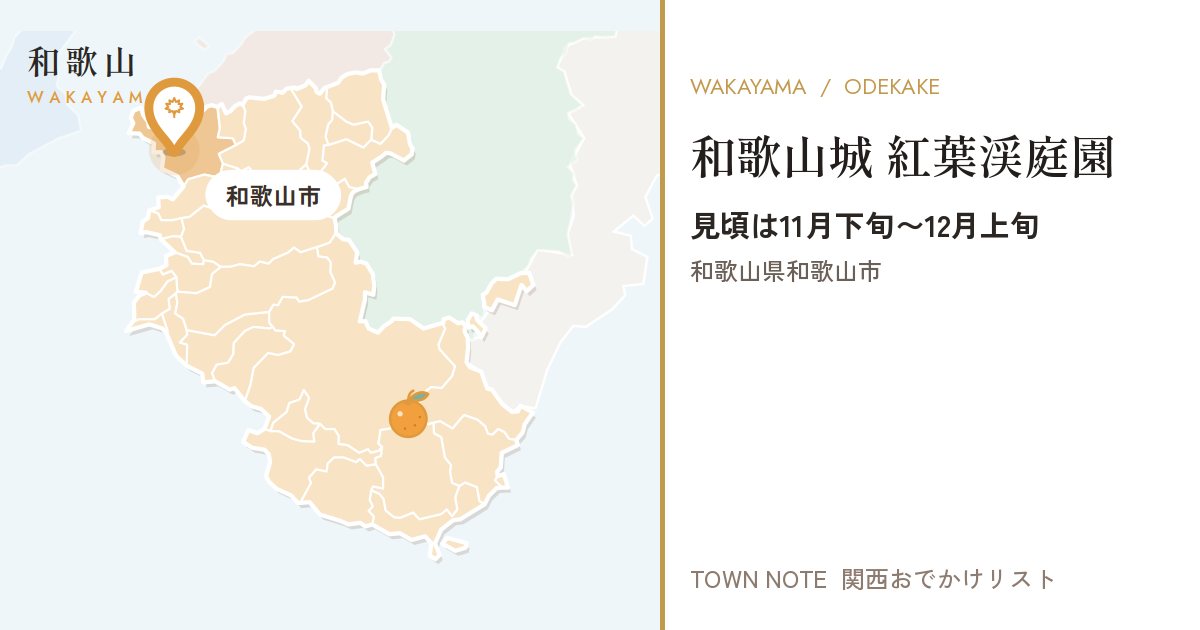 和歌山
WAKAYAM
和歌山市
WAKAYAMA / ODEKAKE
和歌山城 紅葉渓庭園
見頃は11月下旬〜12月上旬
和歌山県和歌山市
TOWN NOTE 関西おでかけリスト